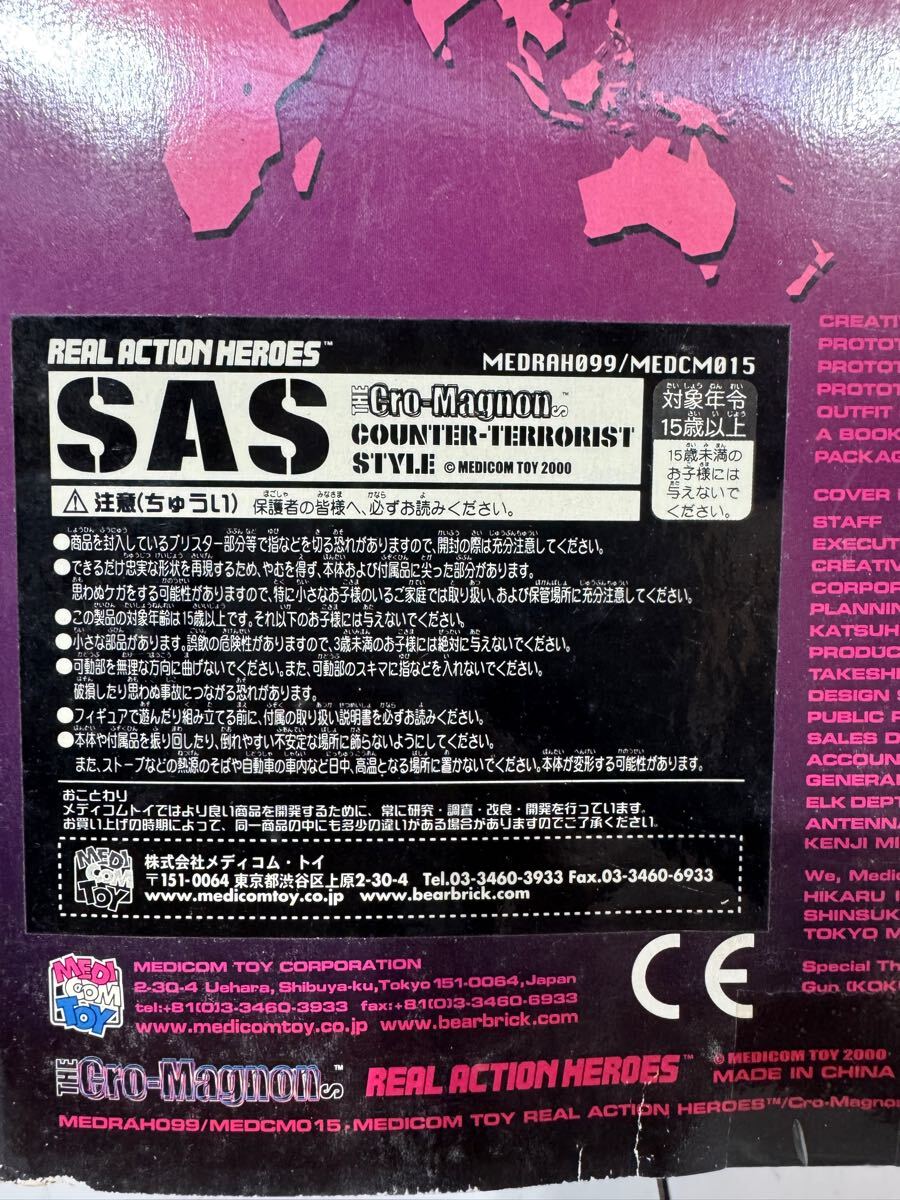 REAL ACTION HEROES™
MEDRAH099/MEDCM015
SAS
THE Cro-Magnons™
COUNTER-TERRORIST
STYLE © MEDICOM TOY 2000
対象年令
15歳以上
15歳未満の
お子様には
与えないで
ください。
⚠ 注意(ちゅうい) 保護者の皆様へ、必ずお読みください。
●商品を封入しているブリスター部分等で指などを切る恐れがありますので、開封の際は充分注意してください。
●できるだけ忠実な形状を再現するため、やむを得ず、本体および付属品に尖った部分があります。
思わぬケガをする可能性がありますので、特に小さなお子様のいるご家庭では取り扱い、および保管場所に充分注意してください。
●この製品の対象年齢は15歳以上です。それ以下のお子様には与えないでください。
●小さな部品があります。誤飲の危険性がありますので、3歳未満のお子様には絶対に与えないでください。
●可動部を無理な方向に曲げないでください。また、可動部のスキマに指などを入れないでください。
破損したり思わぬ事故につながる恐れがあります。
●フィギュアで遊んだり組み立てる前に、付属の取り扱い説明書を必ずお読みください。
●本体や付属品を振り回したり、倒れやすい不安定な場所に飾らないようにしてください。
また、ストーブなどの熱源のそばや自動車の車内など日中、高温となる場所に置かないでください。本体が変形する可能性があります。
おことわり
メディコムトイではより良い商品を開発するために、常に研究・調査・改良・開発を行っています。
お買い上げの時期によって、同一商品の中にも多少の違いがある場合がありますのでご了承ください。
MEDI COM TOY
株式会社メディコム・トイ
〒151-0064 東京都渋谷区上原2-30-4 Tel.03-3460-3933 Fax.03-3460-6933
www.medicomtoy.co.jp www.bearbrick.com
MEDI COM TOY
MEDICOM TOY CORPORATION
2-30-4 Uehara, Shibuya-ku,Tokyo 151-0064,Japan
tel:+81(0)3-3460-3933 fax:+81(0)3-3460-6933
www.medicomtoy.co.jp www.bearbrick.com
CE
THE Cro-Magnons™
REAL ACTION HEROES™
© MEDICOM TOY 2000
MADE IN CHINA
MEDRAH099/MEDCM015・MEDICOM TOY REAL ACTION HEROES™/Cro-Magnon
CREATI
PROTOT
PROTOT
PROTOT
OUTFIT
A BOOK
PACKAG
COVER
STAFF
EXECUT
CREATI
CORPOR
PLANNIN
KATSUH
PRODUC
TAKESHI
DESIGN S
PUBLIC
SALES D
ACCOUN
GENERA
ELK DEPT
ANTENNA
KENJI MI
We, Medic
HIKARU I
SHINSUK
TOKYO M
Special Th
Gun (KOK